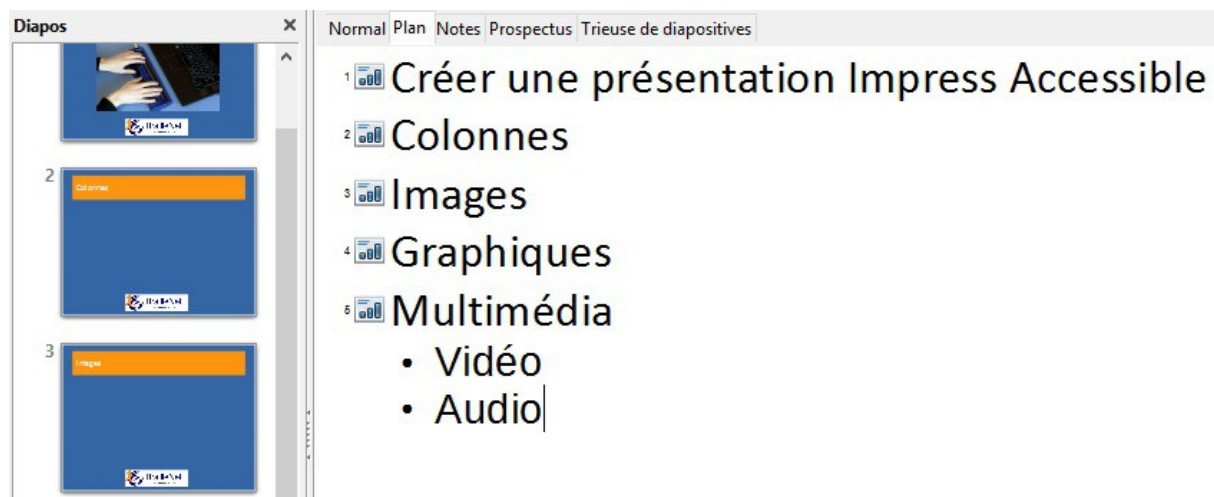 Diapos
Normal Plan Notes Prospectus Trieuse de diapositives
2
Colonnes
3
Images
1 Créer une présentation Impress Accessible
2 Colonnes
3 Images
4 Graphiques
5 Multimédia
• Vidéo
• Audio